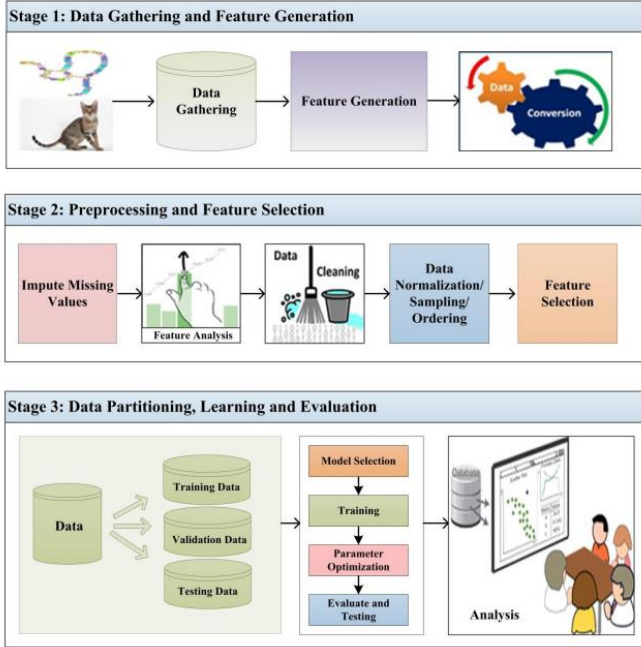 Stage 1: Data Gathering and Feature Generation
Data
Gathering
Feature Generation
Data
Conversion
Stage 2: Preprocessing and Feature Selection
Impute Missing
Values
Feature Analysis
Data
Cleaning
Data
Normalization/
Sampling/
Ordering
Feature
Selection
Stage 3: Data Partitioning, Learning and Evaluation
Data
Training Data
Validation Data
Testing Data
Model Selection
Training
Parameter
Optimization
Evaluate and
Testing
Database
Analysis